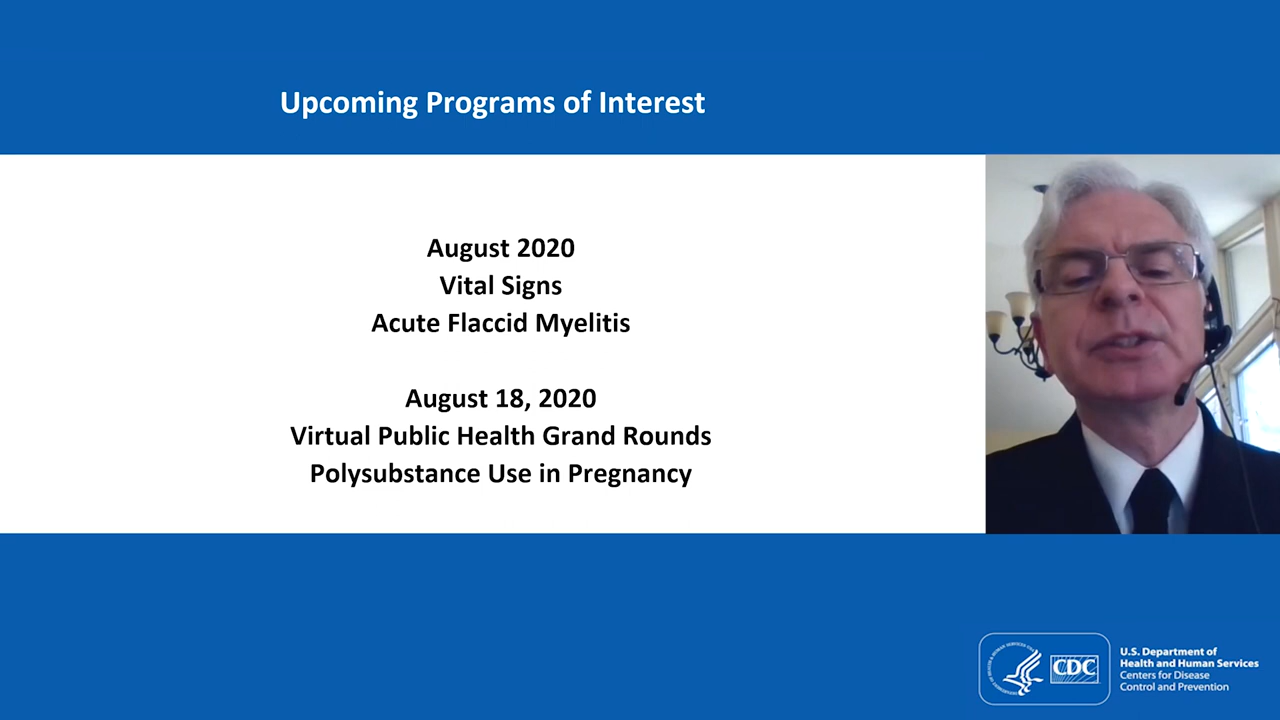 Upcoming Programs of Interest
August 2020
Vital Signs
Acute Flaccid Myelitis
August 18, 2020
Virtual Public Health Grand Rounds
Polysubstance Use in Pregnancy
CDC
U.S. Department of
Health and Human Services
Centers for Disease
Control and Prevention